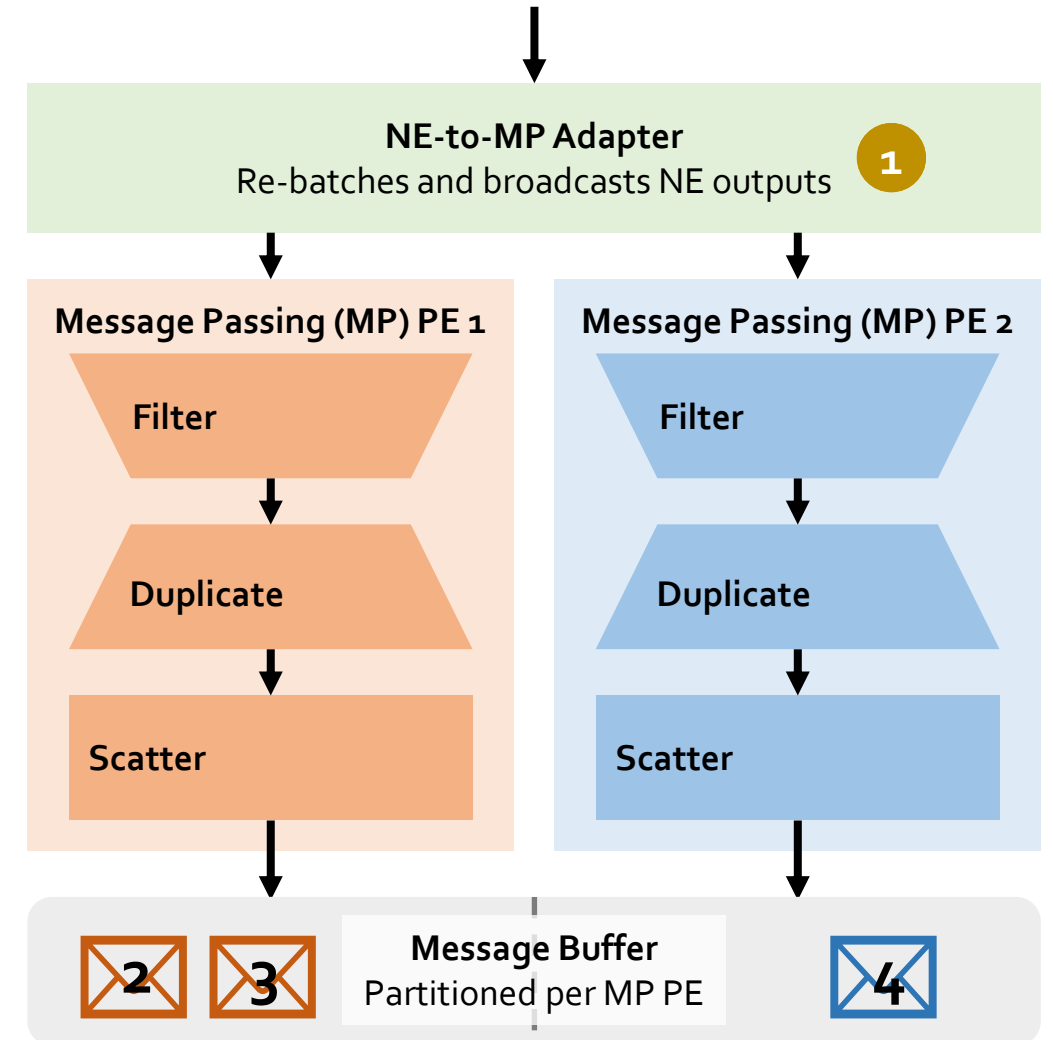 NE-to-MP Adapter
Re-batches and broadcasts NE outputs
1
Message Passing (MP) PE 1
Filter
Duplicate
Scatter
Message Passing (MP) PE 2
Filter
Duplicate
Scatter
2
3
Message Buffer
Partitioned per MP PE
4